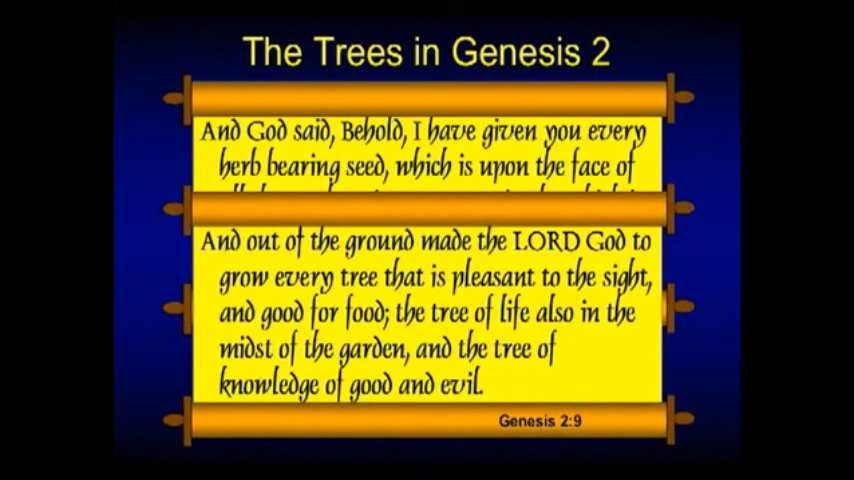 The Trees in Genesis 2
And God said, Behold, I have given you every
herb bearing seed, which is upon the face of
And out of the ground made the LORD God to
grow every tree that is pleasant to the sight,
and good for food; the tree of life also in the
midst of the garden, and the tree of
knowledge of good and evil.
Genesis 2:9